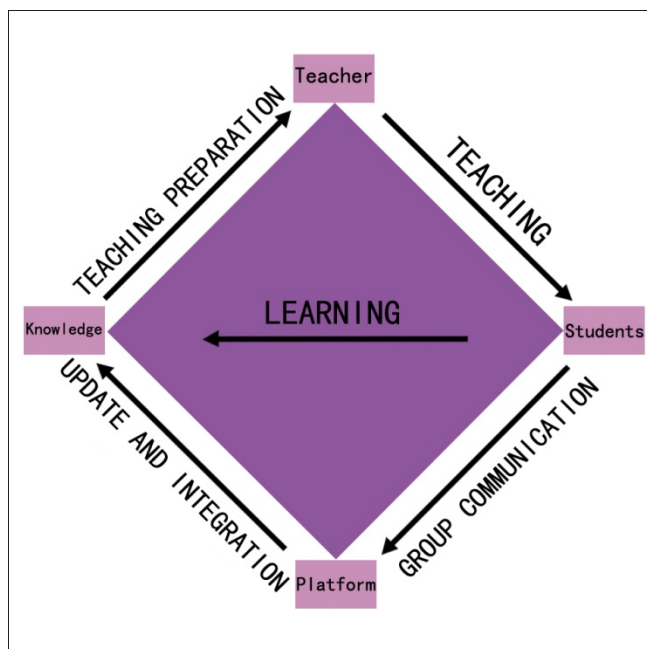 Teacher
TEACHING PREPARATION
TEACHING
LEARNING
Knowledge
Students
UPDATE AND INTEGRATION
GROUP COMMUNICATION
Platform